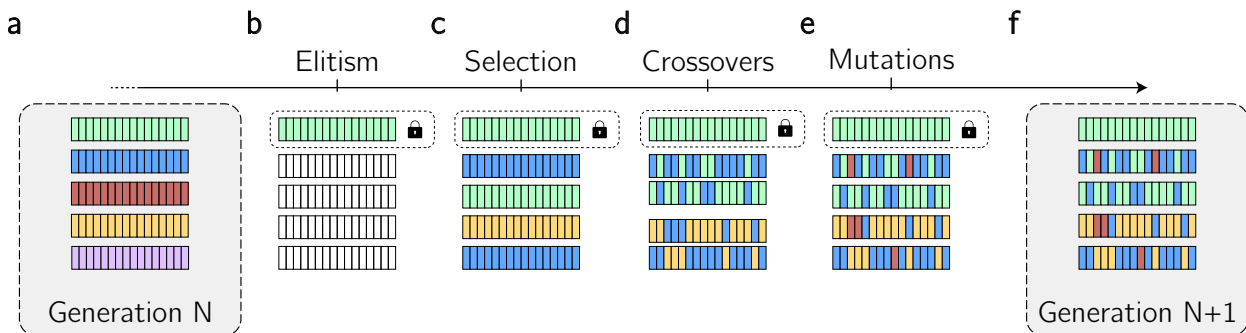 a b c d e f
Elitism Selection Crossovers Mutations
Generation N Generation N+1